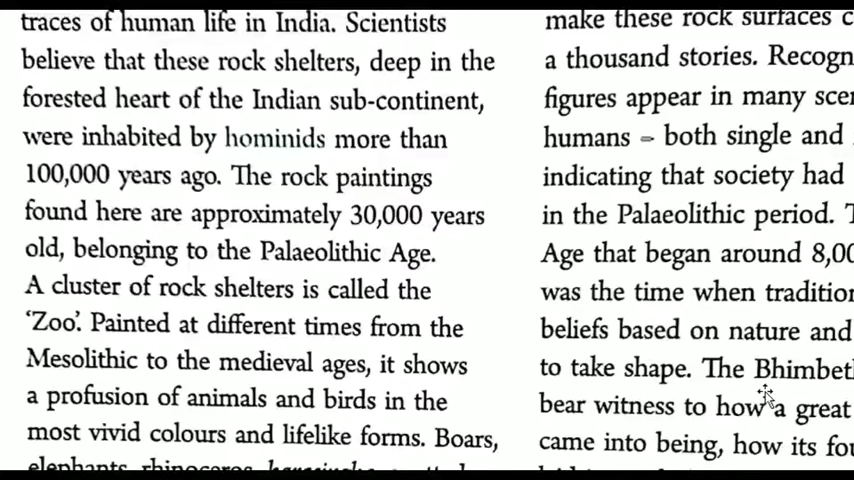 traces of human life in India. Scientists
believe that these rock shelters, deep in the
forested heart of the Indian sub-continent,
were inhabited by hominids more than
100,000 years ago. The rock paintings
found here are approximately 30,000 years
old, belonging to the Palaeolithic Age.
A cluster of rock shelters is called the
‘Zoo’. Painted at different times from the
Mesolithic to the medieval ages, it shows
a profusion of animals and birds in the
most vivid colours and lifelike forms. Boars,
elephants, rhinoceros,
make these rock surfaces
a thousand stories.
figures appear in many
humans – both single and
indicating that society had
in the Palaeolithic period.
Age that began around
was the time when
beliefs based on nature and
to take shape. The
bear witness to how a great
came into being, how its